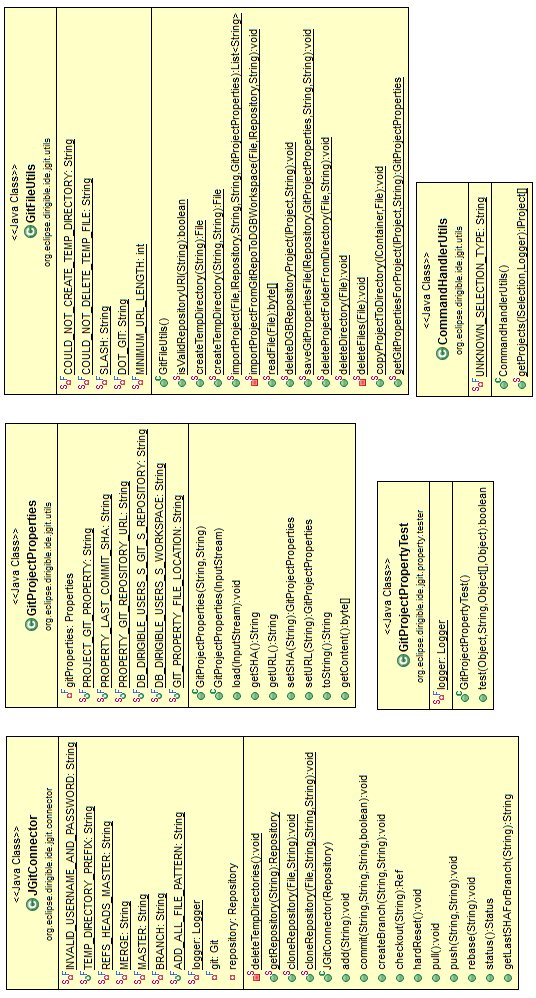 <<Java Class>>
JGitConnector
org.eclipse.dirigible.ide.jgit.connector
INVALID_USERNAME_AND_PASSWORD: String
TEMP_DIRECTORY_PREFIX: String
REFS_HEADS_MASTER: String
MERGE: String
MASTER: String
BRANCH: String
ADD_ALL_FILE_PATTERN: String
logger: Logger
git: Git
repository: Repository
deleteTempDirectories():void
getRepository(String):Repository
cloneRepository(File,String):void
cloneRepository(File,String,String,String):void
JGitConnector(Repository)
add(String):void
commit(String,String,String,boolean):void
createBranch(String,String):void
checkout(String):Ref
hardReset():void
pull():void
push(String,String):void
rebase(String):void
status():Status
getLastSHAForBranch(String):String
<<Java Class>>
GitProjectProperties
org.eclipse.dirigible.ide.jgit.utils
gitProperties: Properties
PROJECT_GIT_PROPERTY: String
PROPERTY_LAST_COMMIT_SHA: String
PROPERTY_GIT_REPOSITORY_URL: String
DB_DIRIGIBLE_USERS_S_GIT_S_REPOSITORY: String
DB_DIRIGIBLE_USERS_S_WORKSPACE: String
GIT_PROPERTY_FILE_LOCATION: String
GitProjectProperties(String,String)
GitProjectProperties(InputStream)
load(InputStream):void
getSHA():String
getURL():String
setSHA(String):GitProjectProperties
setURL(String):GitProjectProperties
toString():String
getContent():byte[]
<<Java Class>>
GitProjectPropertyTest
org.eclipse.dirigible.ide.jgit.property.tester
logger: Logger
GitProjectPropertyTest()
test(Object,String,Object[],Object):boolean
<<Java Class>>
GitFileUtils
org.eclipse.dirigible.ide.jgit.utils
COULD_NOT_CREATE_TEMP_DIRECTORY: String
COULD_NOT_DELETE_TEMP_FILE: String
SLASH: String
DOT_GIT: String
MINIMUM_URL_LENGTH: int
GitFileUtils()
isValidRepositoryURI(String):boolean
createTempDirectory(String):File
createTempDirectory(String,String):File
importProject(File,IRepository,String,String,GitProjectProperties):List<String>
importProjectFromGitRepoToDGBWorkspace(File,IRepository,String):void
readFile(File):byte[]
deleteDGBRepositoryProject(IProject,String):void
saveGitPropertiesFile(IRepository,GitProjectProperties,String,String):void
deleteProjectFolderFromDirectory(File,String):void
deleteDirectory(File):void
deleteFiles(File):void
copyProjectToDirectory(IContainer,File):void
getGitPropertiesForProject(IProject,String):GitProjectProperties
<<Java Class>>
CommandHandlerUtils
org.eclipse.dirigible.ide.jgit.utils
UNKNOWN_SELECTION_TYPE: String
CommandHandlerUtils()
getProjects(ISelection,Logger):IProject[]